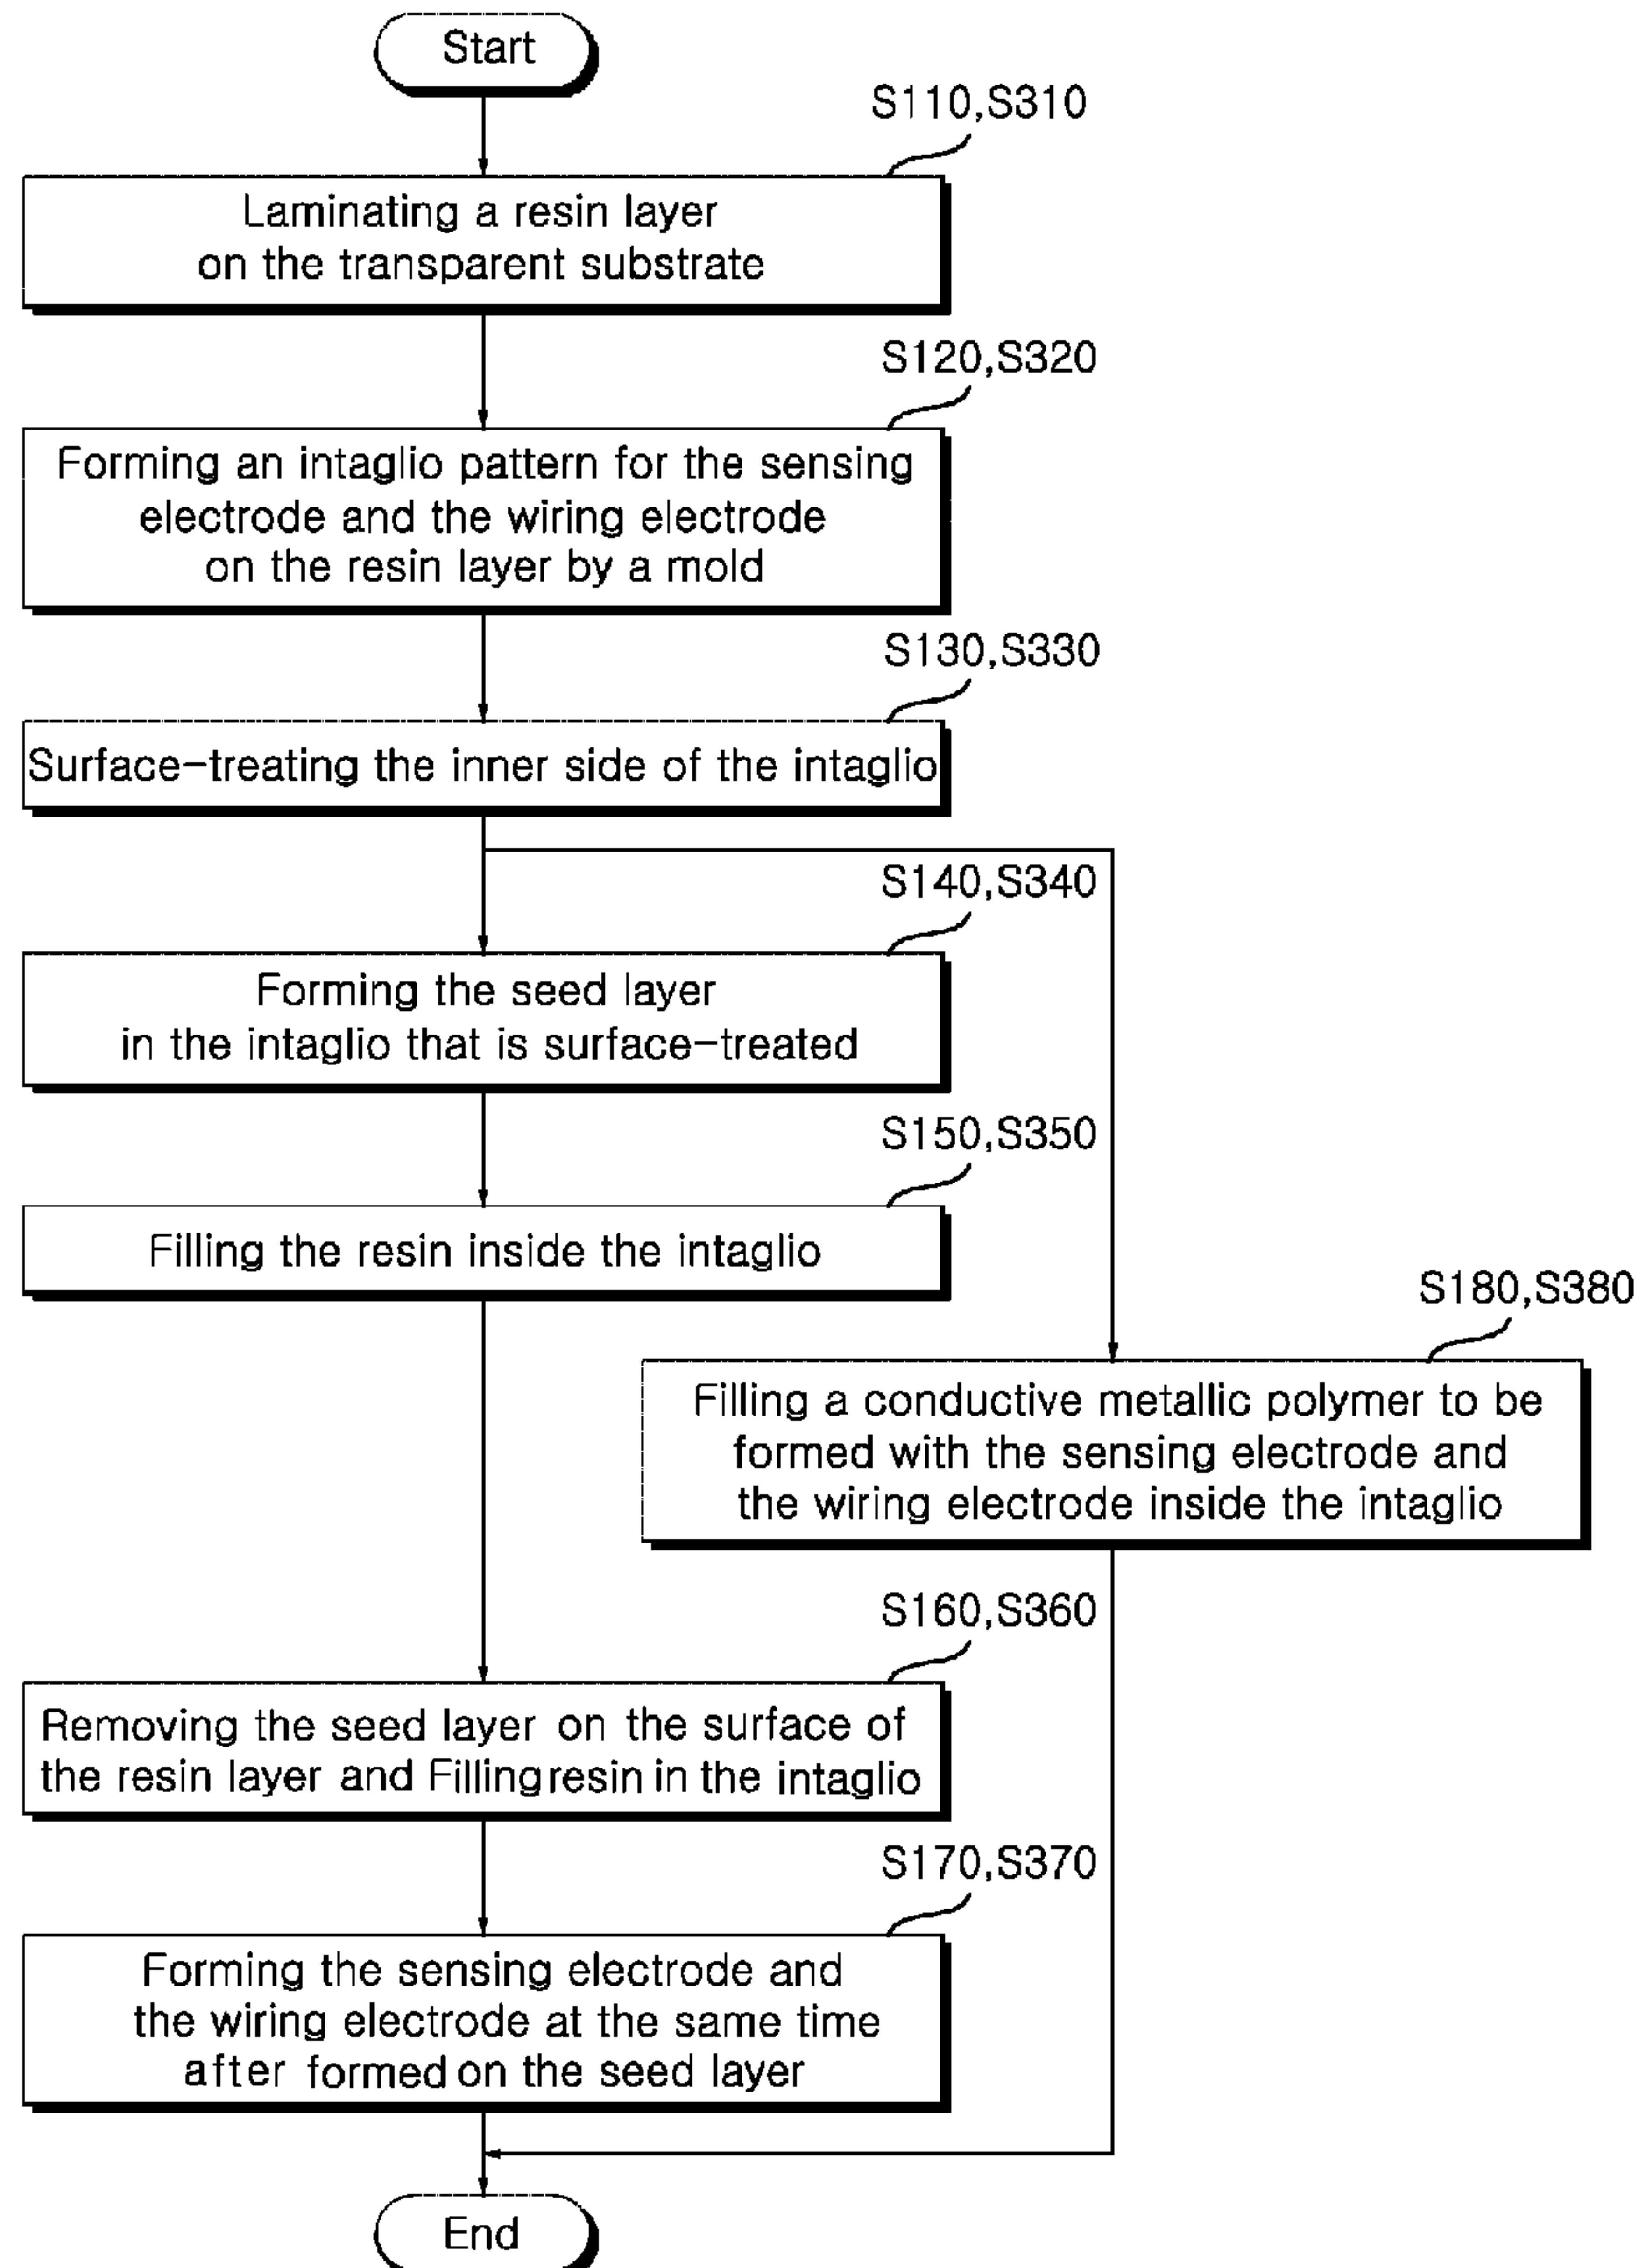 Start
S110,S310
Laminating a resin layer
on the transparent substrate
S120,S320
Forming an intaglio pattern for the sensing
electrode and the wiring electrode
on the resin layer by a mold
S130,S330
Surface-treating the inner side of the intaglio
S140,S340
Forming the seed layer
in the intaglio that is surface-treated
S150,S350
Filling the resin inside the intaglio
S180,S380
Filling a conductive metallic polymer to be
formed with the sensing electrode and
the wiring electrode inside the intaglio
S160,S360
Removing the seed layer on the surface of
the resin layer and Filling resin in the intaglio
S170,S370
Forming the sensing electrode and
the wiring electrode at the same time
after formed on the seed layer
End